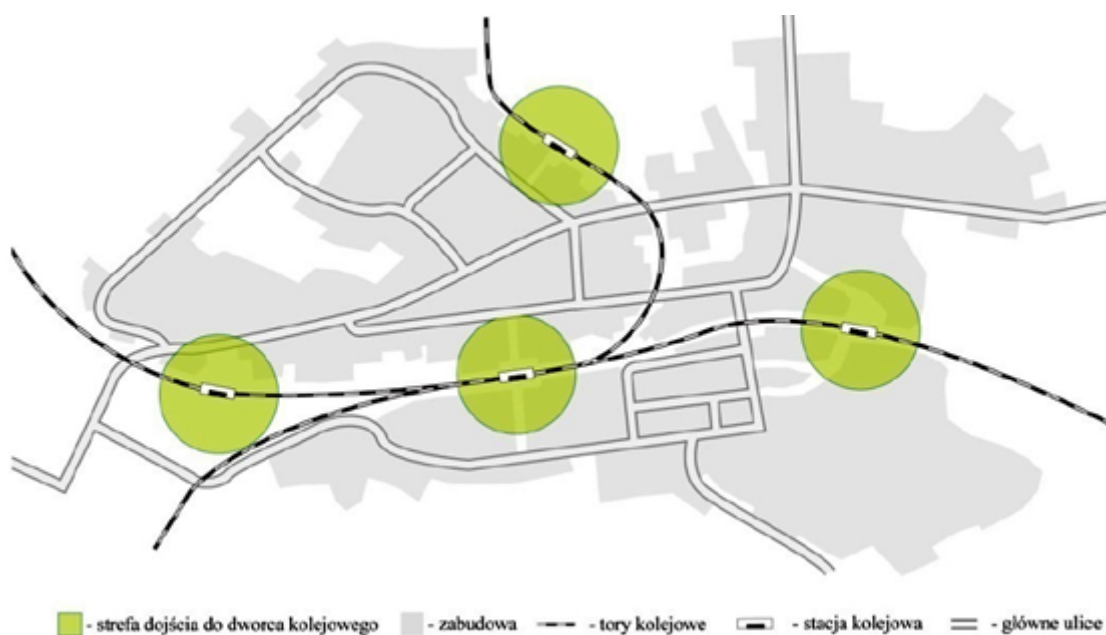 - strefa dojścia do dworca kolejowego - zabudowa - tory kolejowe - stacja kolejowa - główne ulice